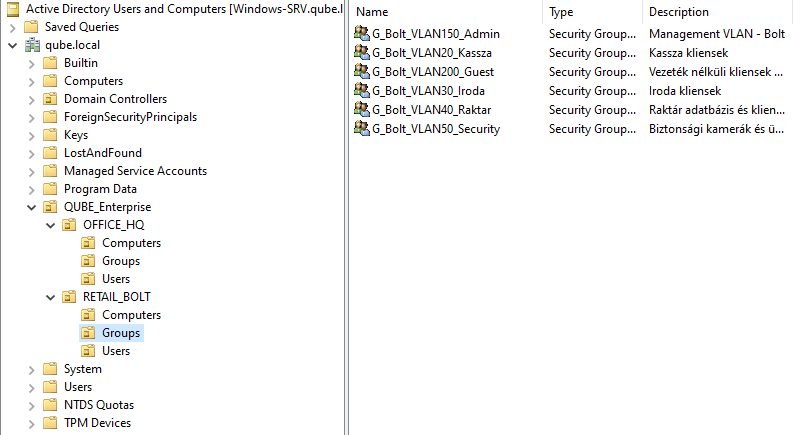 Active Directory Users and Computers [Windows-SRV.qube.l
Saved Queries
qube.local
Builtin
Computers
Domain Controllers
ForeignSecurityPrincipals
Keys
LostAndFound
Managed Service Accounts
Program Data
QUBE_Enterprise
OFFICE_HQ
Computers
Groups
Users
RETAIL_BOLT
Computers
Groups
Users
System
Users
NTDS Quotas
TPM Devices
Name Type Description
G_Bolt_VLAN150_Admin Security Group... Management VLAN - Bolt
G_Bolt_VLAN20_Kassza Security Group... Kassza kliensek
G_Bolt_VLAN200_Guest Security Group... Vezeték nélküli kliensek ...
G_Bolt_VLAN30_Iroda Security Group... Iroda kliensek
G_Bolt_VLAN40_Raktar Security Group... Raktár adatbázis és klien...
G_Bolt_VLAN50_Security Security Group... Biztonsági kamerák és ü...